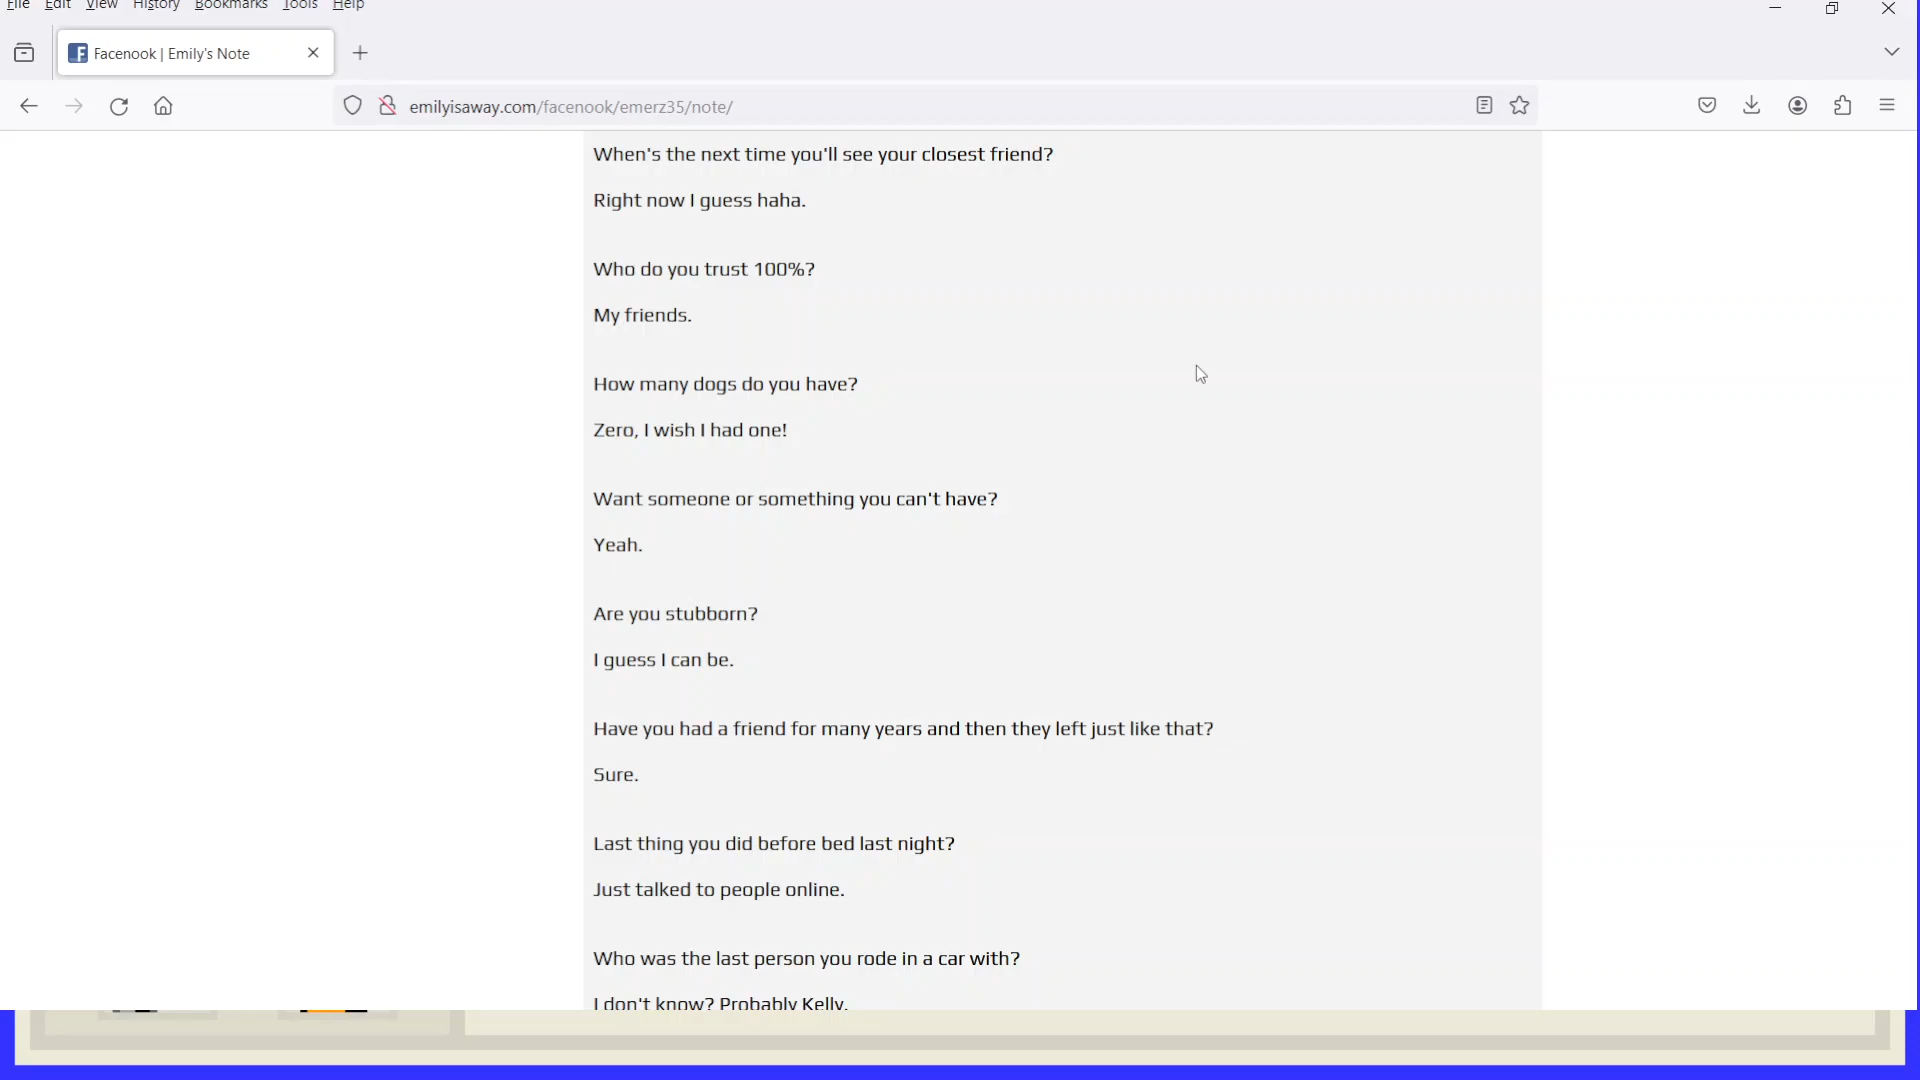 File Edit View History Bookmarks Tools Help
Facenook | Emily's Note
emilyisaway.com/facenook/emerz35/note/
When's the next time you'll see your closest friend?
Right now I guess haha.
Who do you trust 100%?
My friends.
How many dogs do you have?
Zero, I wish I had one!
Want someone or something you can't have?
Yeah.
Are you stubborn?
I guess I can be.
Have you had a friend for many years and then they left just like that?
Sure.
Last thing you did before bed last night?
Just talked to people online.
Who was the last person you rode in a car with?
I don't know? Probably Kelly.